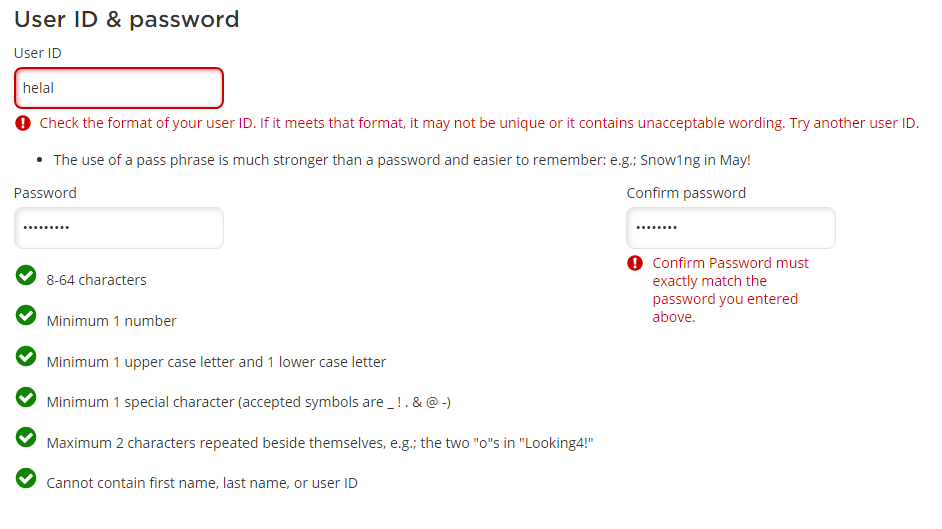 User ID & password
User ID
helal
Check the format of your user ID. If it meets that format, it may not be unique or it contains unacceptable wording. Try another user ID.
• The use of a pass phrase is much stronger than a password and easier to remember: e.g.; Snow1ng in May!
Password
•••••••••
8-64 characters
Minimum 1 number
Minimum 1 upper case letter and 1 lower case letter
Minimum 1 special character (accepted symbols are _ ! . & @ -)
Maximum 2 characters repeated beside themselves, e.g.; the two "o"s in "Looking4!"
Cannot contain first name, last name, or user ID
Confirm password
••••••••
Confirm Password must
exactly match the
password you entered
above.